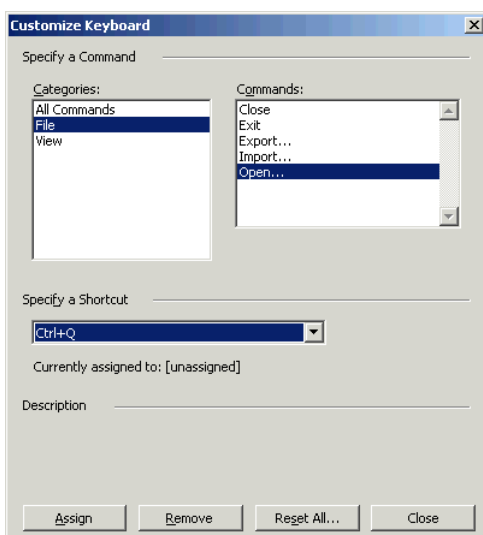 Customize Keyboard
Specify a Command
Categories:
Commands:
All Commands
File
View
Close
Exit
Export...
Import...
Open...
Specify a Shortcut
Ctrl+Q
Currently assigned to: [unassigned]
Description
Assign
Remove
Reset All...
Close